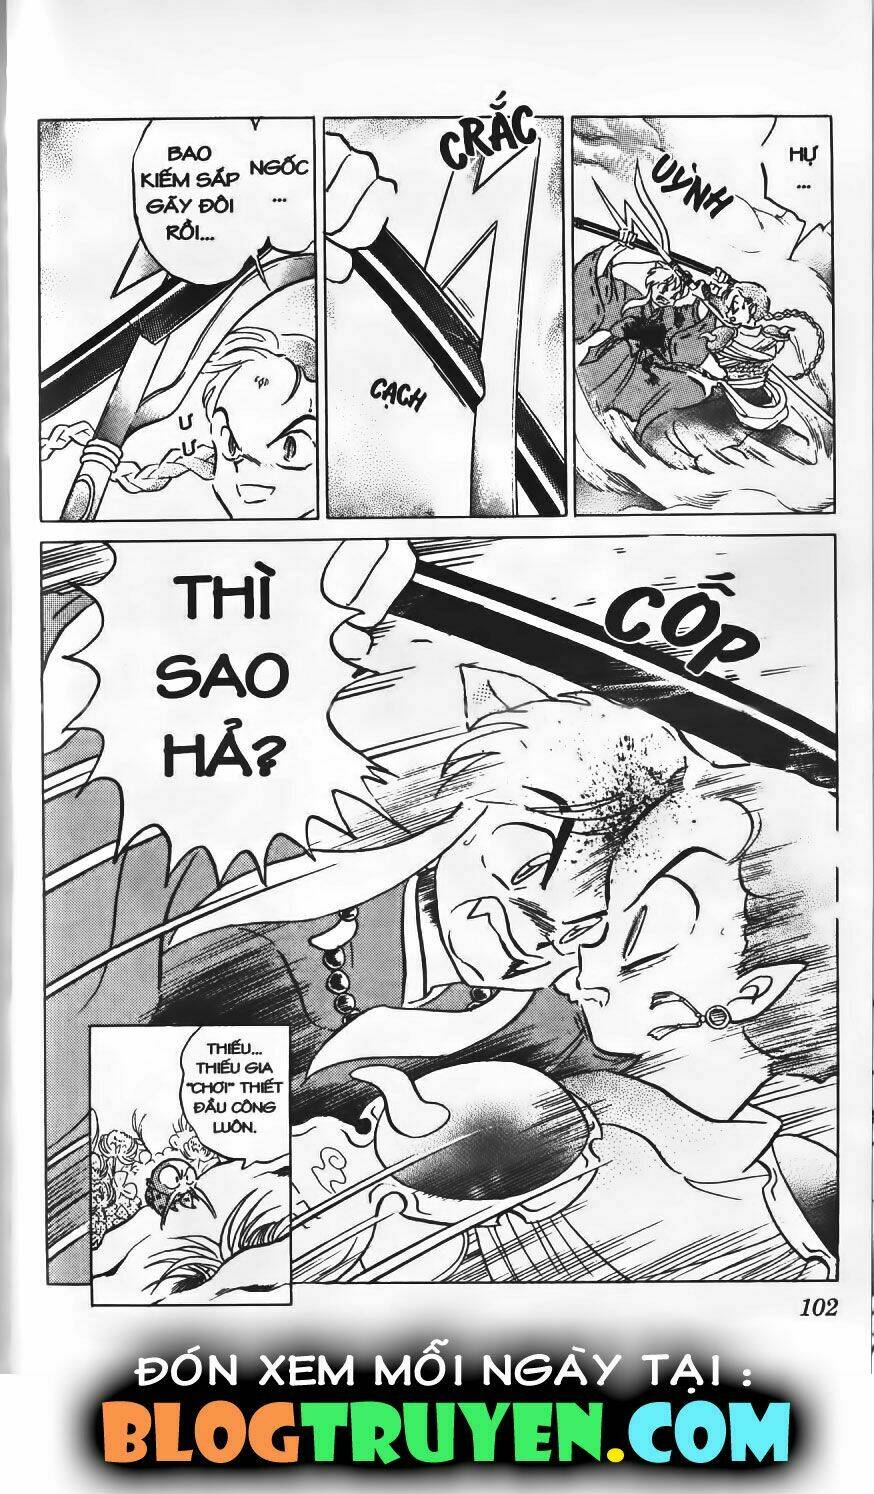 HỰ
...
UỲNH
CRẮC
CẠCH
NGỐC
...
BAO
KIẾM SẮP
GÃY ĐÔI
RỒI...
Ư
Ư
CỐP
THÌ
SAO
HẢ?
THIẾU...
THIẾU GIA
"CHƠI" THIẾT
ĐẦU CÔNG
LUÔN.
102
ĐÓN XEM MỖI NGÀY TẠI :
BLOGTRUYEN.COM